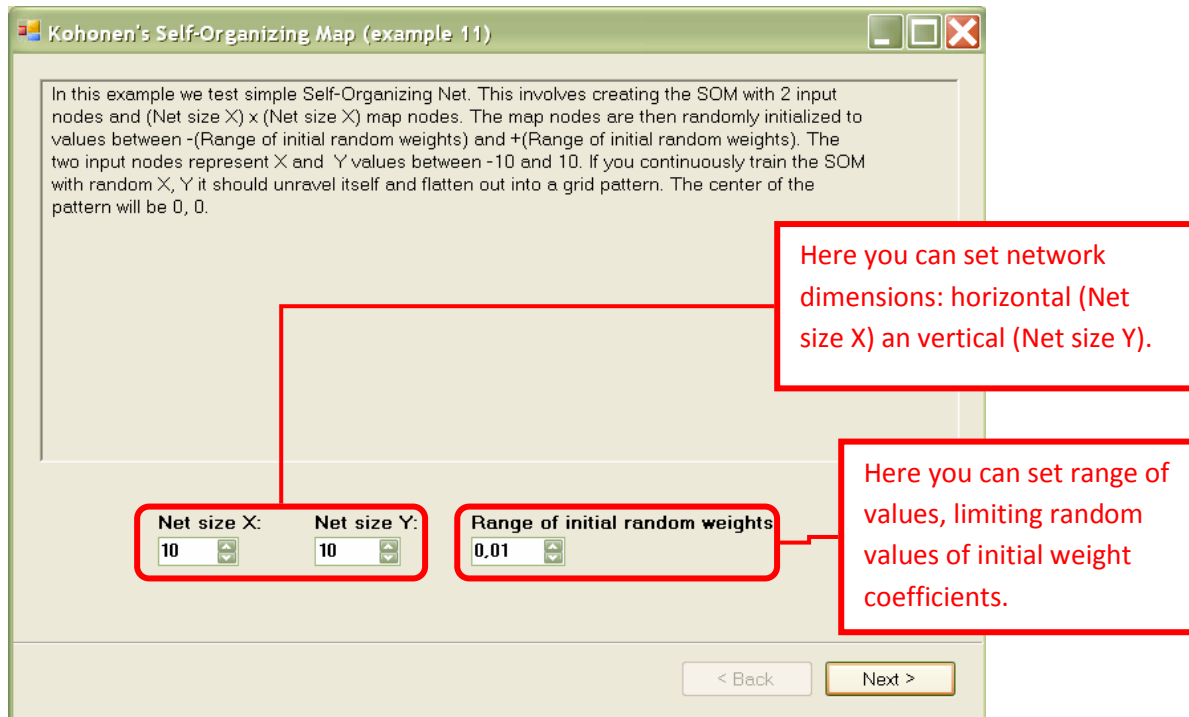 Kohonen's Self-Organizing Map (example 11)
In this example we test simple Self-Organizing Net. This involves creating the SOM with 2 input
nodes and (Net size X) x (Net size X) map nodes. The map nodes are then randomly initialized to
values between -(Range of initial random weights) and +(Range of initial random weights). The
two input nodes represent X and Y values between -10 and 10. If you continuously train the SOM
with random X, Y it should unravel itself and flatten out into a grid pattern. The center of the
pattern will be 0, 0.
Here you can set network
dimensions: horizontal (Net
size X) an vertical (Net size Y).
Here you can set range of
values, limiting random
values of initial weight
coefficients.
Net size X: Net size Y: Range of initial random weights
10 10 0,01
< Back Next >